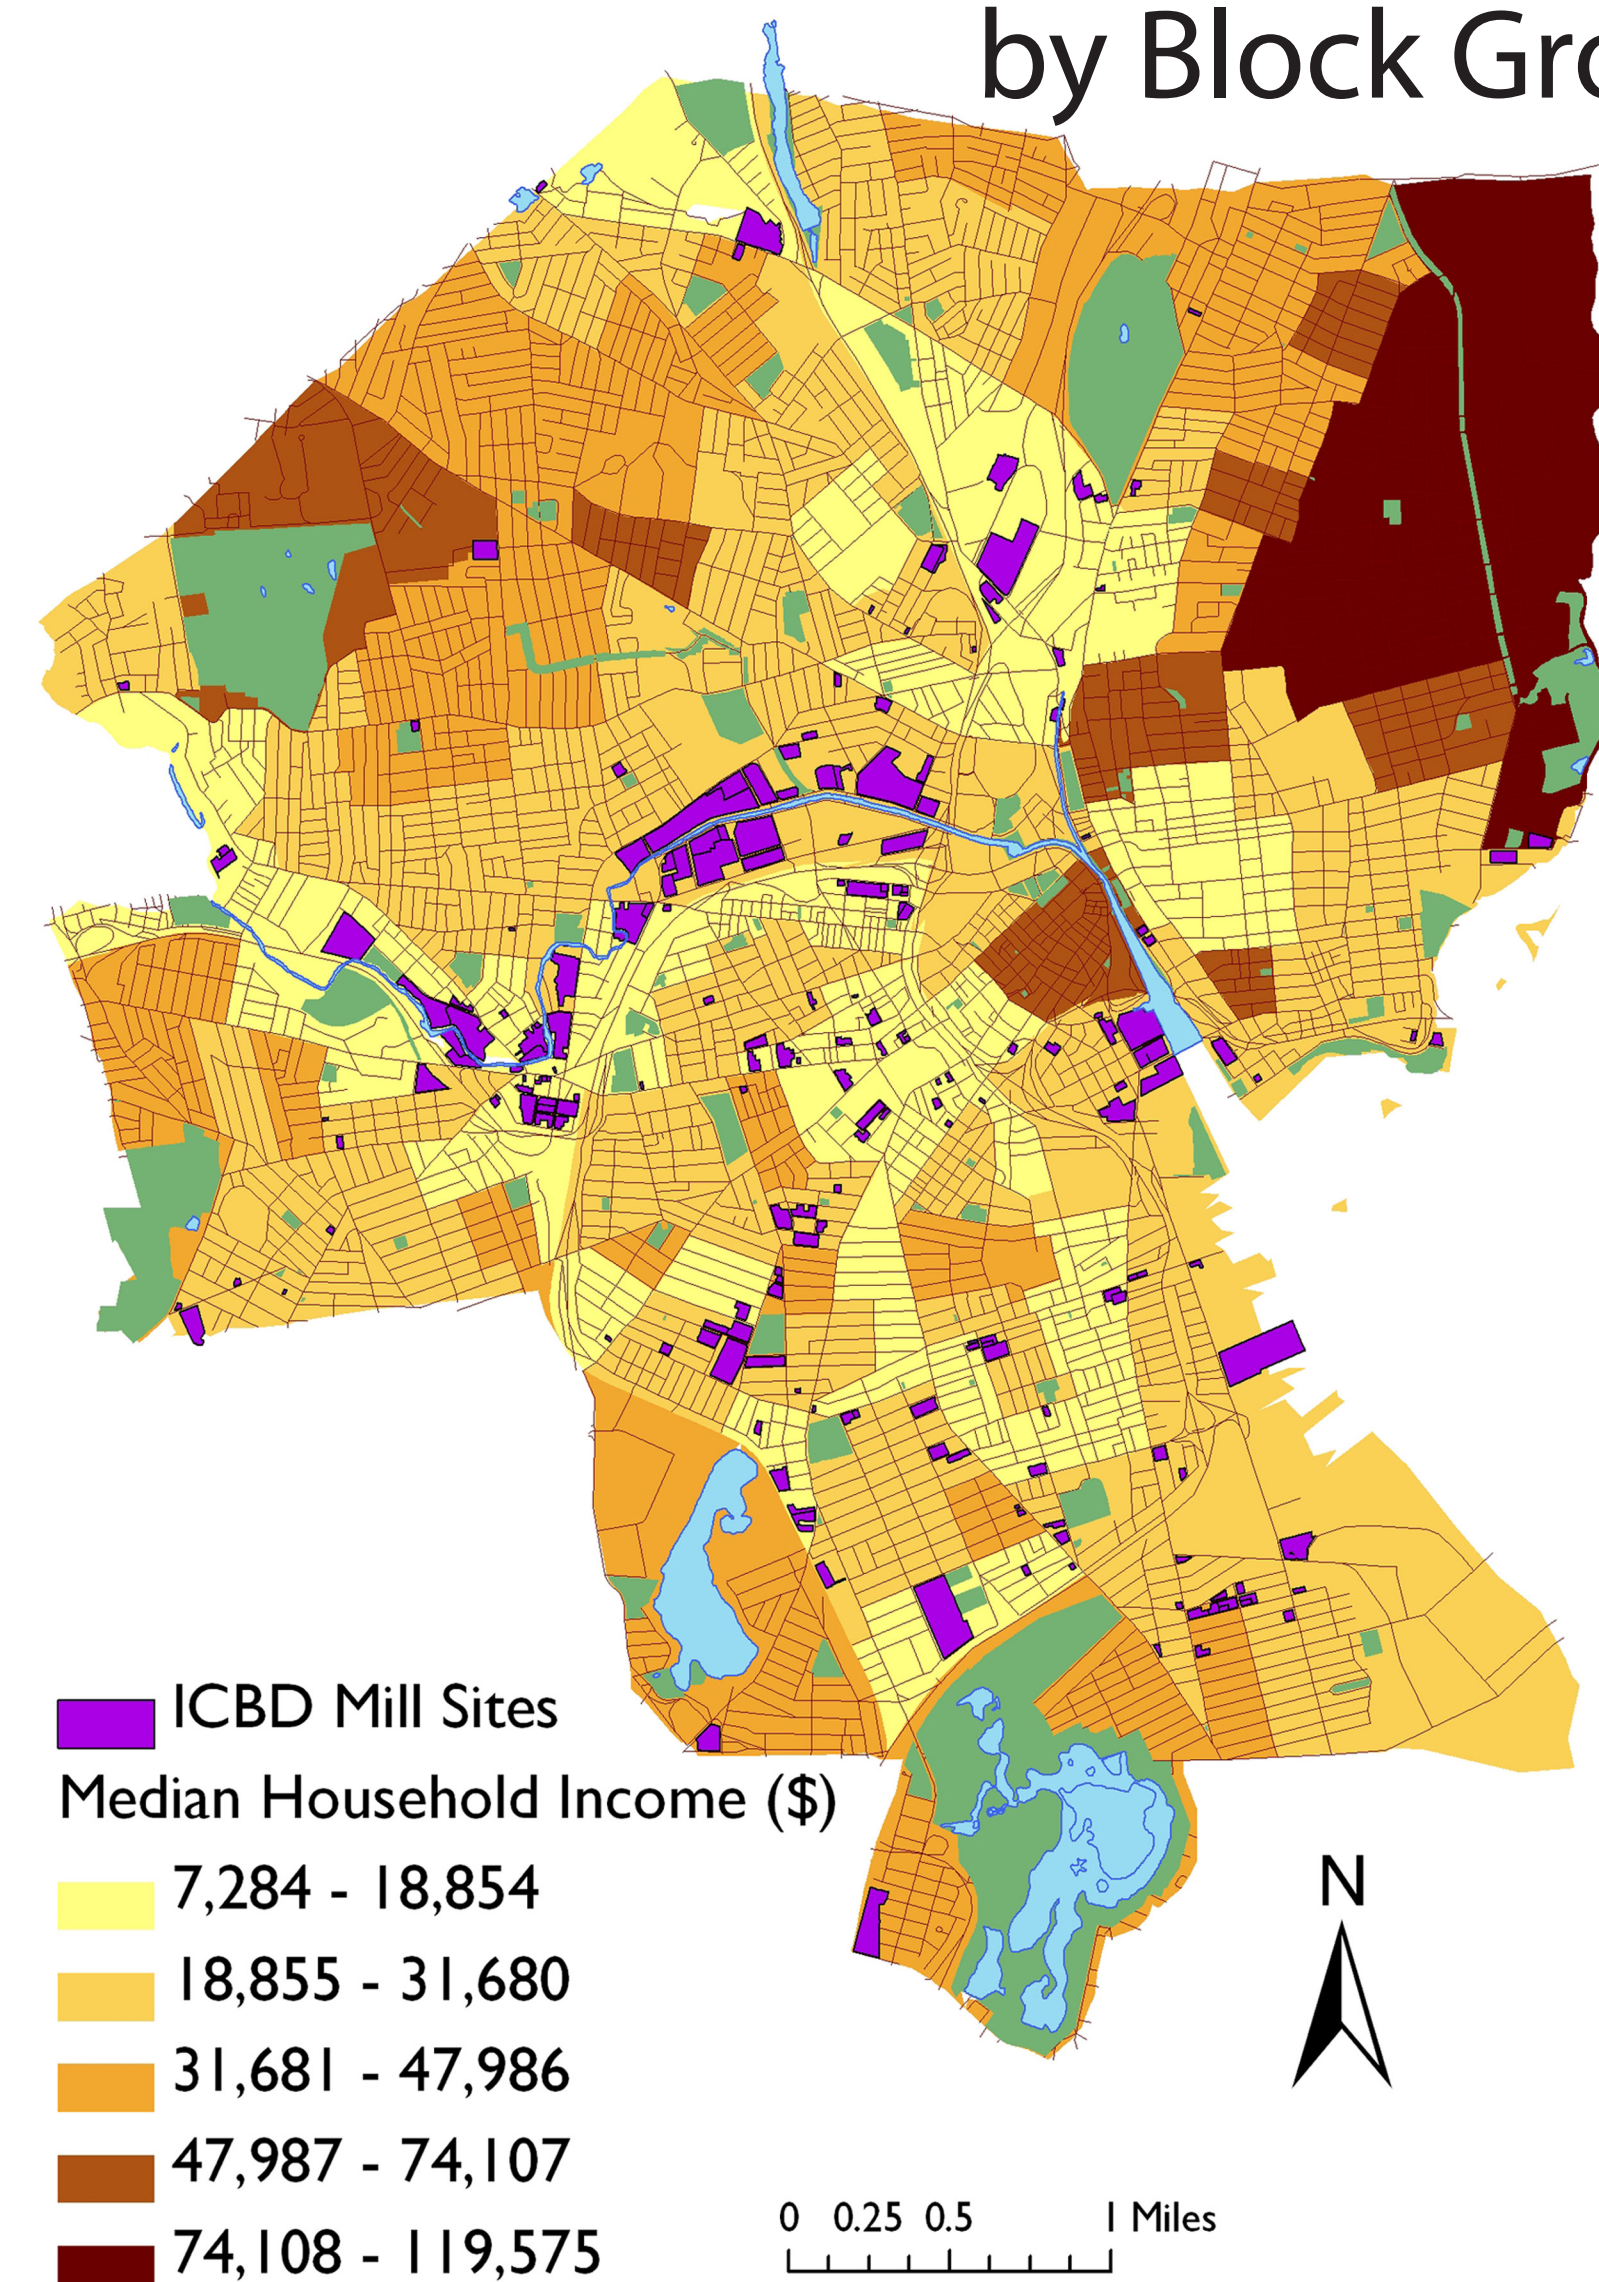 by Block Gro
ICBD Mill Sites
Median Household Income ($)
7,284 - 18,854
18,855 - 31,680
31,681 - 47,986
47,987 - 74,107
74,108 - 119,575
N
0 0.25 0.5 1 Miles